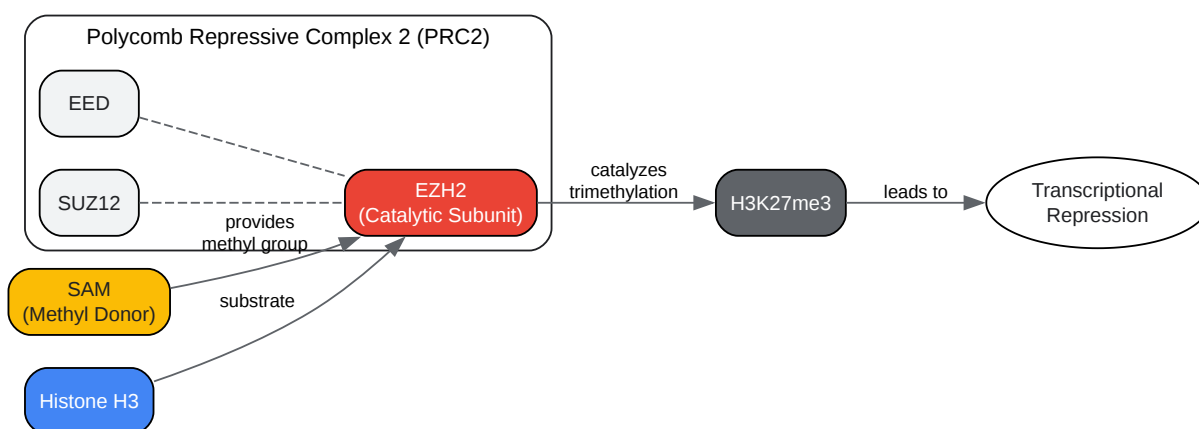 Polycomb Repressive Complex 2 (PRC2)
EED
SUZ12
EZH2
(Catalytic Subunit)
provides
methyl group
SAM
(Methyl Donor)
substrate
Histone H3
catalyzes
trimethylation
H3K27me3
leads to
Transcriptional
Repression